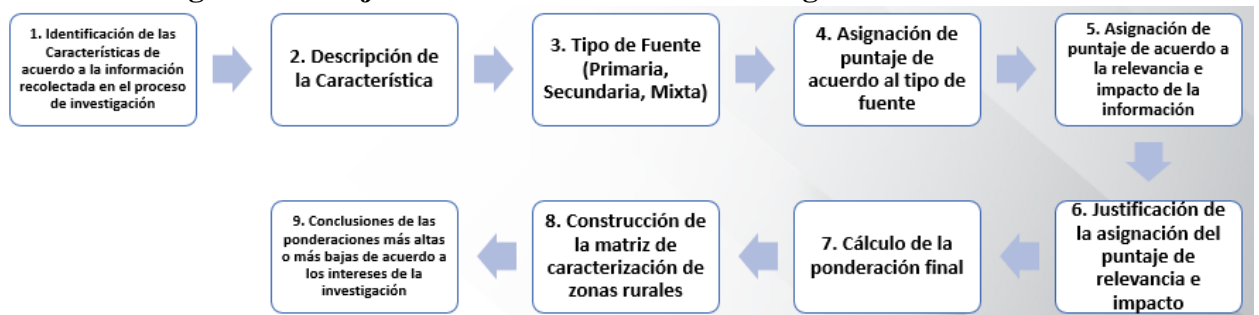 1. Identificación de las
Características de
acuerdo a la información
recolectada en el proceso
de investigación
2. Descripción de
la Característica
3. Tipo de Fuente
(Primaria,
Secundaria, Mixta)
4. Asignación de
puntaje de
acuerdo al tipo de
fuente
5. Asignación de
puntaje de acuerdo a
la relevancia e
impacto de la
información
6. Justificación de
la asignación del
puntaje de
relevancia e
impacto
7. Cálculo de la
ponderación final
8. Construcción de
la matriz de
caracterización de
zonas rurales
9. Conclusiones de las
ponderaciones más altas
o más bajas de acuerdo a
los intereses de la
investigación